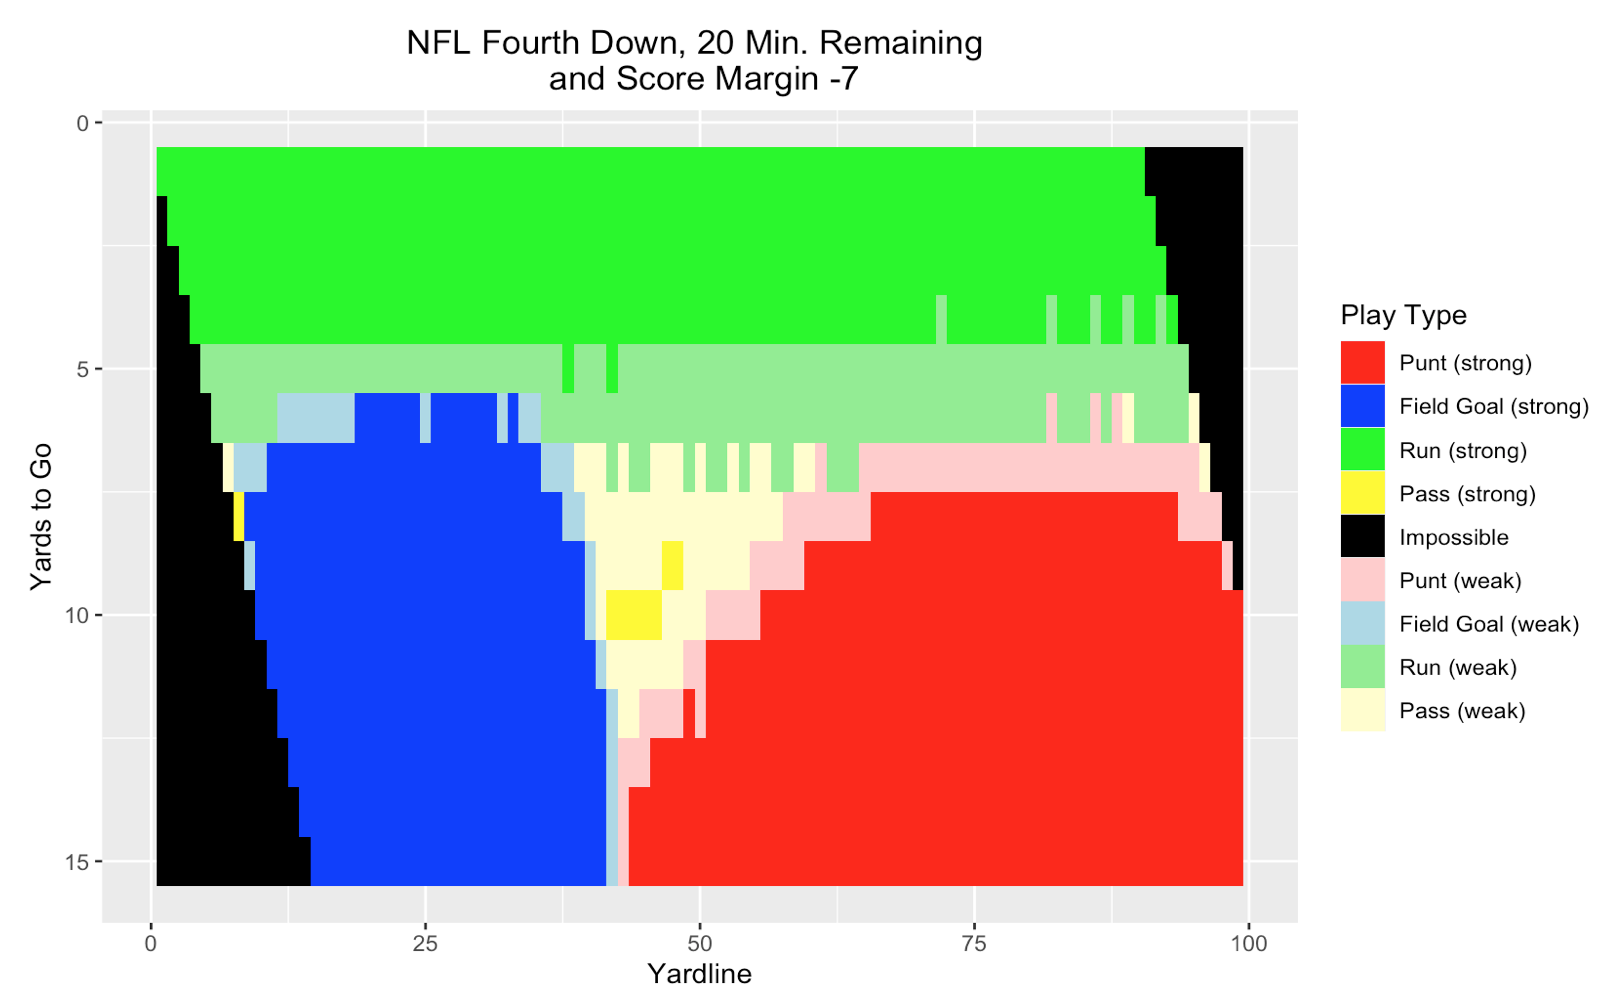 NFL Fourth Down, 20 Min. Remaining
and Score Margin -7
0
5
10
15
Yards to Go
0
25
50
75
100
Yardline
Play Type
Punt (strong)
Field Goal (strong)
Run (strong)
Pass (strong)
Impossible
Punt (weak)
Field Goal (weak)
Run (weak)
Pass (weak)